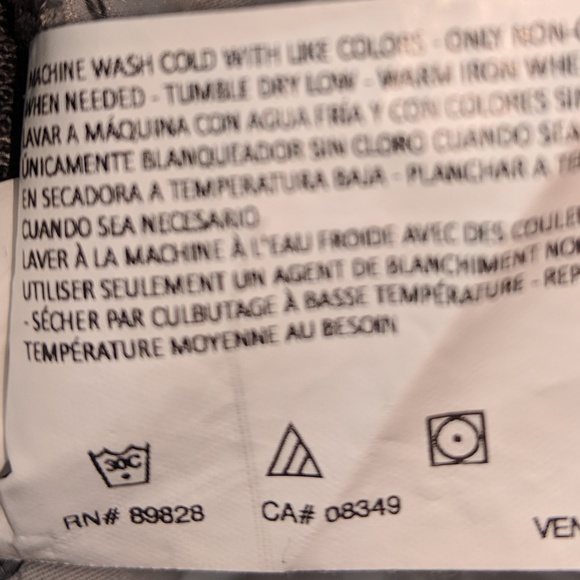 MACHINE WASH COLD WITH LIKE COLORS - ONLY NON-
WHEN NEEDED - TUMBLE DRY LOW - WARM IRON WHE
LAVAR A MÁQUINA CON AGUA FRÍA Y CON COLORES SI
ÚNICAMENTE BLANQUEADOR SIN CLORO CUANDO SEA
EN SECADORA A TEMPERATURA BAJA - PLANCHAR A TE
CUANDO SEA NECESARIO
LAVER À LA MACHINE À L'EAU FROIDE AVEC DES COULE
UTILISER SEULEMENT UN AGENT DE BLANCHIMENT NO
- SÉCHER PAR CULBUTAGE À BASSE TEMPÉRATURE - REP
TEMPÉRATURE MOYENNE AU BESOIN
30C
RN# 89828 CA# 08349
VEN